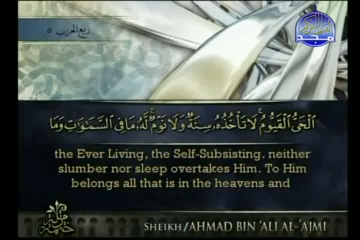 ربع الحزب ٥
الْحَيُّ الْقَيُّومُ ۚ لَا تَأْخُذُهُ سِنَةٌ وَلَا نَوْمٌ ۚ لَهُ مَا فِي السَّمَاوَاتِ وَمَا
the Ever Living, the Self-Subsisting. neither
slumber nor sleep overtakes Him. To Him
belongs all that is in the heavens and
SHEIKH/AHMAD BIN 'ALI AL-'AJMI